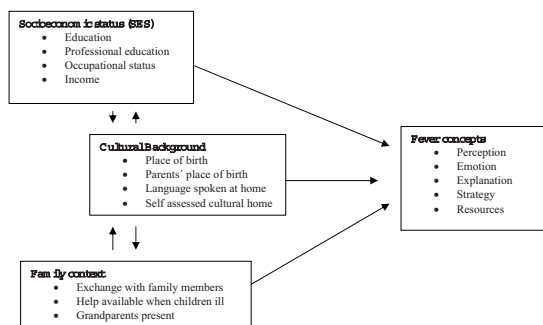 Socioeconomic status (SES)
• Education
• Professional education
• Occupational status
• Income
Cultural Background
• Place of birth
• Parents´ place of birth
• Language spoken at home
• Self assessed cultural home
Fever concepts
• Perception
• Emotion
• Explanation
• Strategy
• Resources
Family context
• Exchange with family members
• Help available when children ill
• Grandparents present